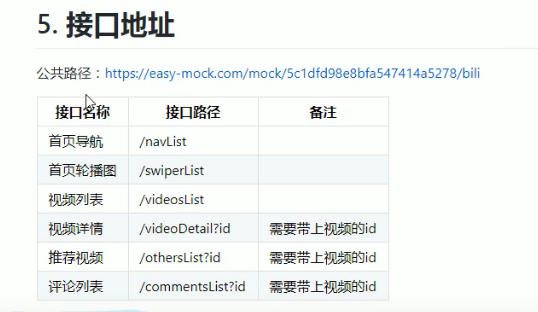 5. 接口地址
公共路径：https://easy-mock.com/mock/5c1dfd98e8bfa547414a5278/bili
接口名称 接口路径 备注
首页导航 /navList
首页轮播图 /swiperList
视频列表 /videosList
视频详情 /videoDetail?id 需要带上视频的id
推荐视频 /othersList?id 需要带上视频的id
评论列表 /commentsList?id 需要带上视频的id